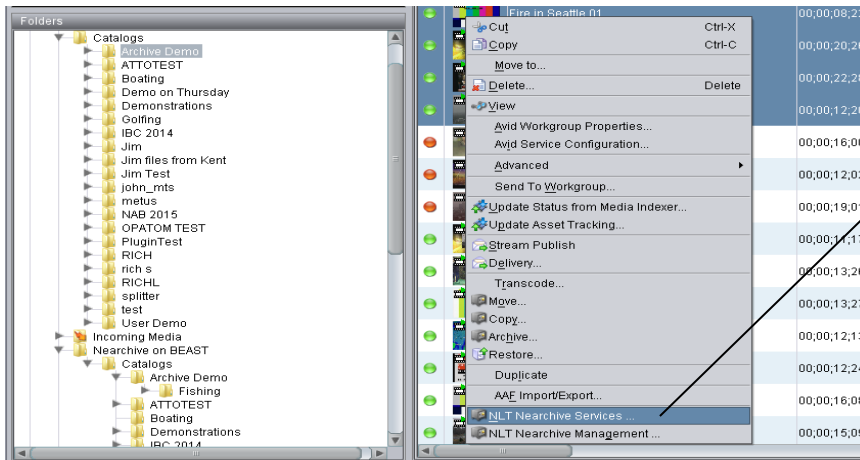 Folders
Catalogs
Archive Demo
ATTOTEST
Boating
Demo on Thursday
Demonstrations
Golfing
IBC 2014
Jim
Jim files from Kent
Jim Test
john_mts
metus
NAB 2015
OPATOM TEST
PluginTest
RICH
rich s
RICHL
splitter
test
User Demo
Incoming Media
Nearchive on BEAST
Catalogs
Archive Demo
Fishing
ATTOTEST
Boating
Demonstrations
IBC 2014
Fire in Seattle 01
Cut Ctrl-X
Copy Ctrl-C
Move to...
Delete... Delete
View
Avid Workgroup Properties...
Avid Service Configuration...
Advanced
Send To Workgroup...
Update Status from Media Indexer...
Update Asset Tracking...
Stream Publish
Delivery...
Transcode...
Move...
Copy...
Archive...
Restore...
Duplicate
AAF Import/Export...
NLT Nearchive Services ...
NLT Nearchive Management ...